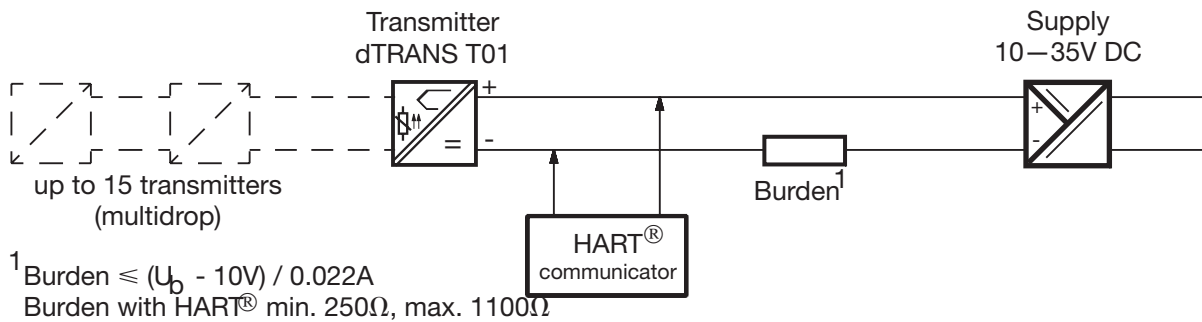 Transmitter
dTRANS T01
Supply
10—35V DC
+
-
+
-
=
up to 15 transmitters
(multidrop)
Burden1
HART®
communicator
1Burden ≤ (Ub - 10V) / 0.022A
Burden with HART® min. 250Ω, max. 1100Ω